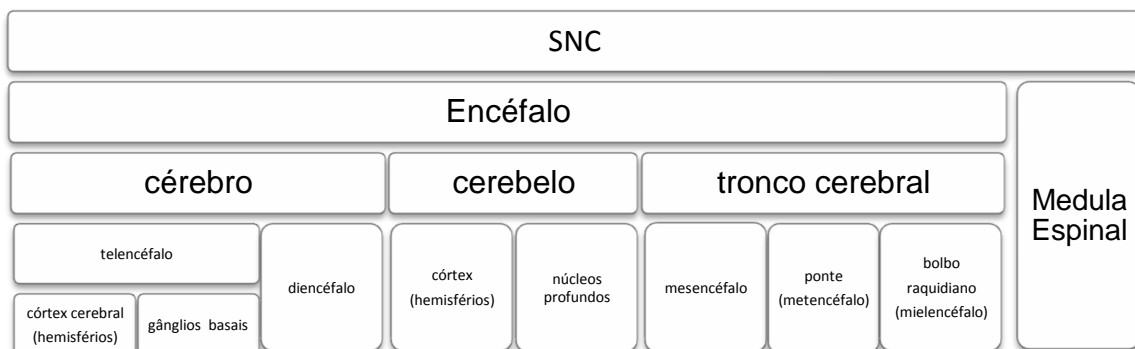 SNC
Encéfalo
cérebro
cerebelo
tronco cerebral
Medula
Espinal
telencéfalo
córtex cerebral
(hemisférios)
gânglios basais
diencéfalo
córtex
(hemisférios)
núcleos
profundos
mesencéfalo
ponte
(metencéfalo)
bolbo
raquidiano
(mielencéfalo)